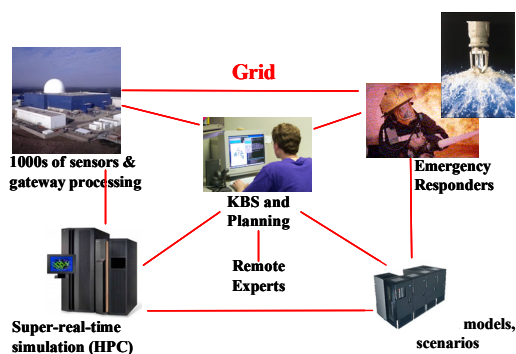 Grid
1000s of sensors &
gateway processing
Emergency
Responders
KBS and
Planning
Remote
Experts
Super-real-time
simulation (HPC)
models,
scenarios